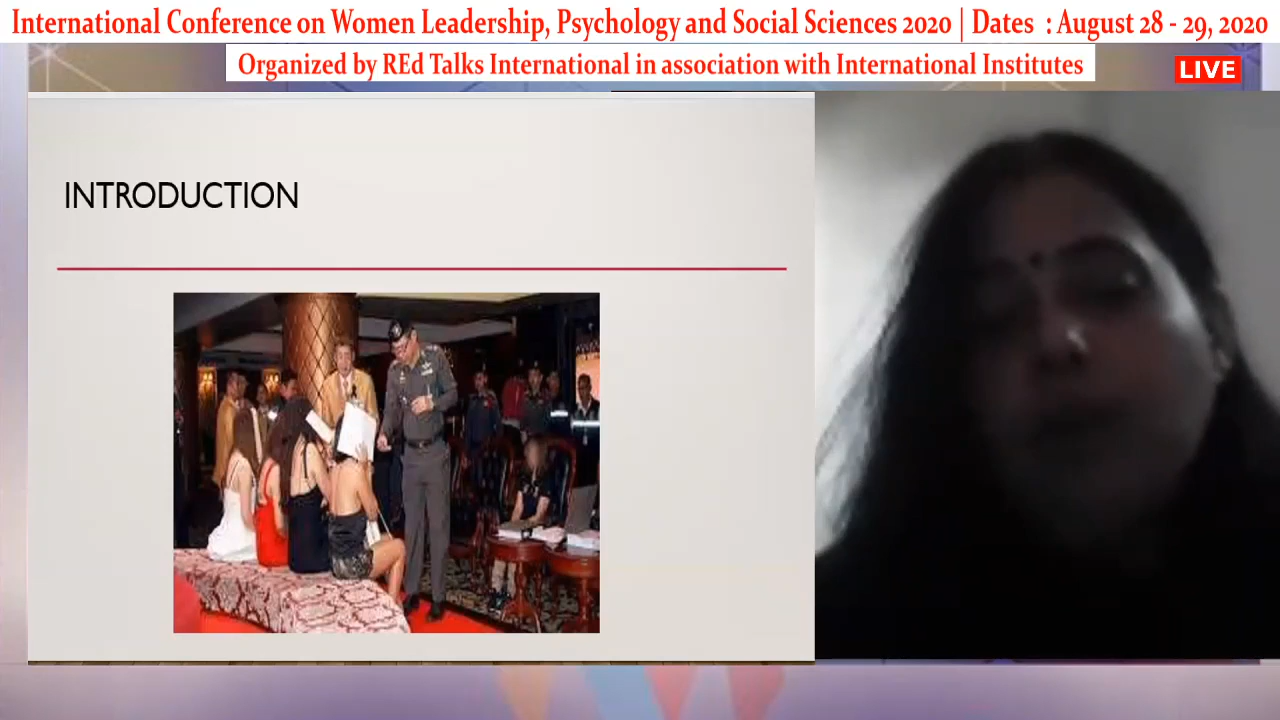 International Conference on Women Leadership, Psychology and Social Sciences 2020 | Dates : August 28 - 29, 2020
Organized by REd Talks International in association with International Institutes
LIVE
INTRODUCTION